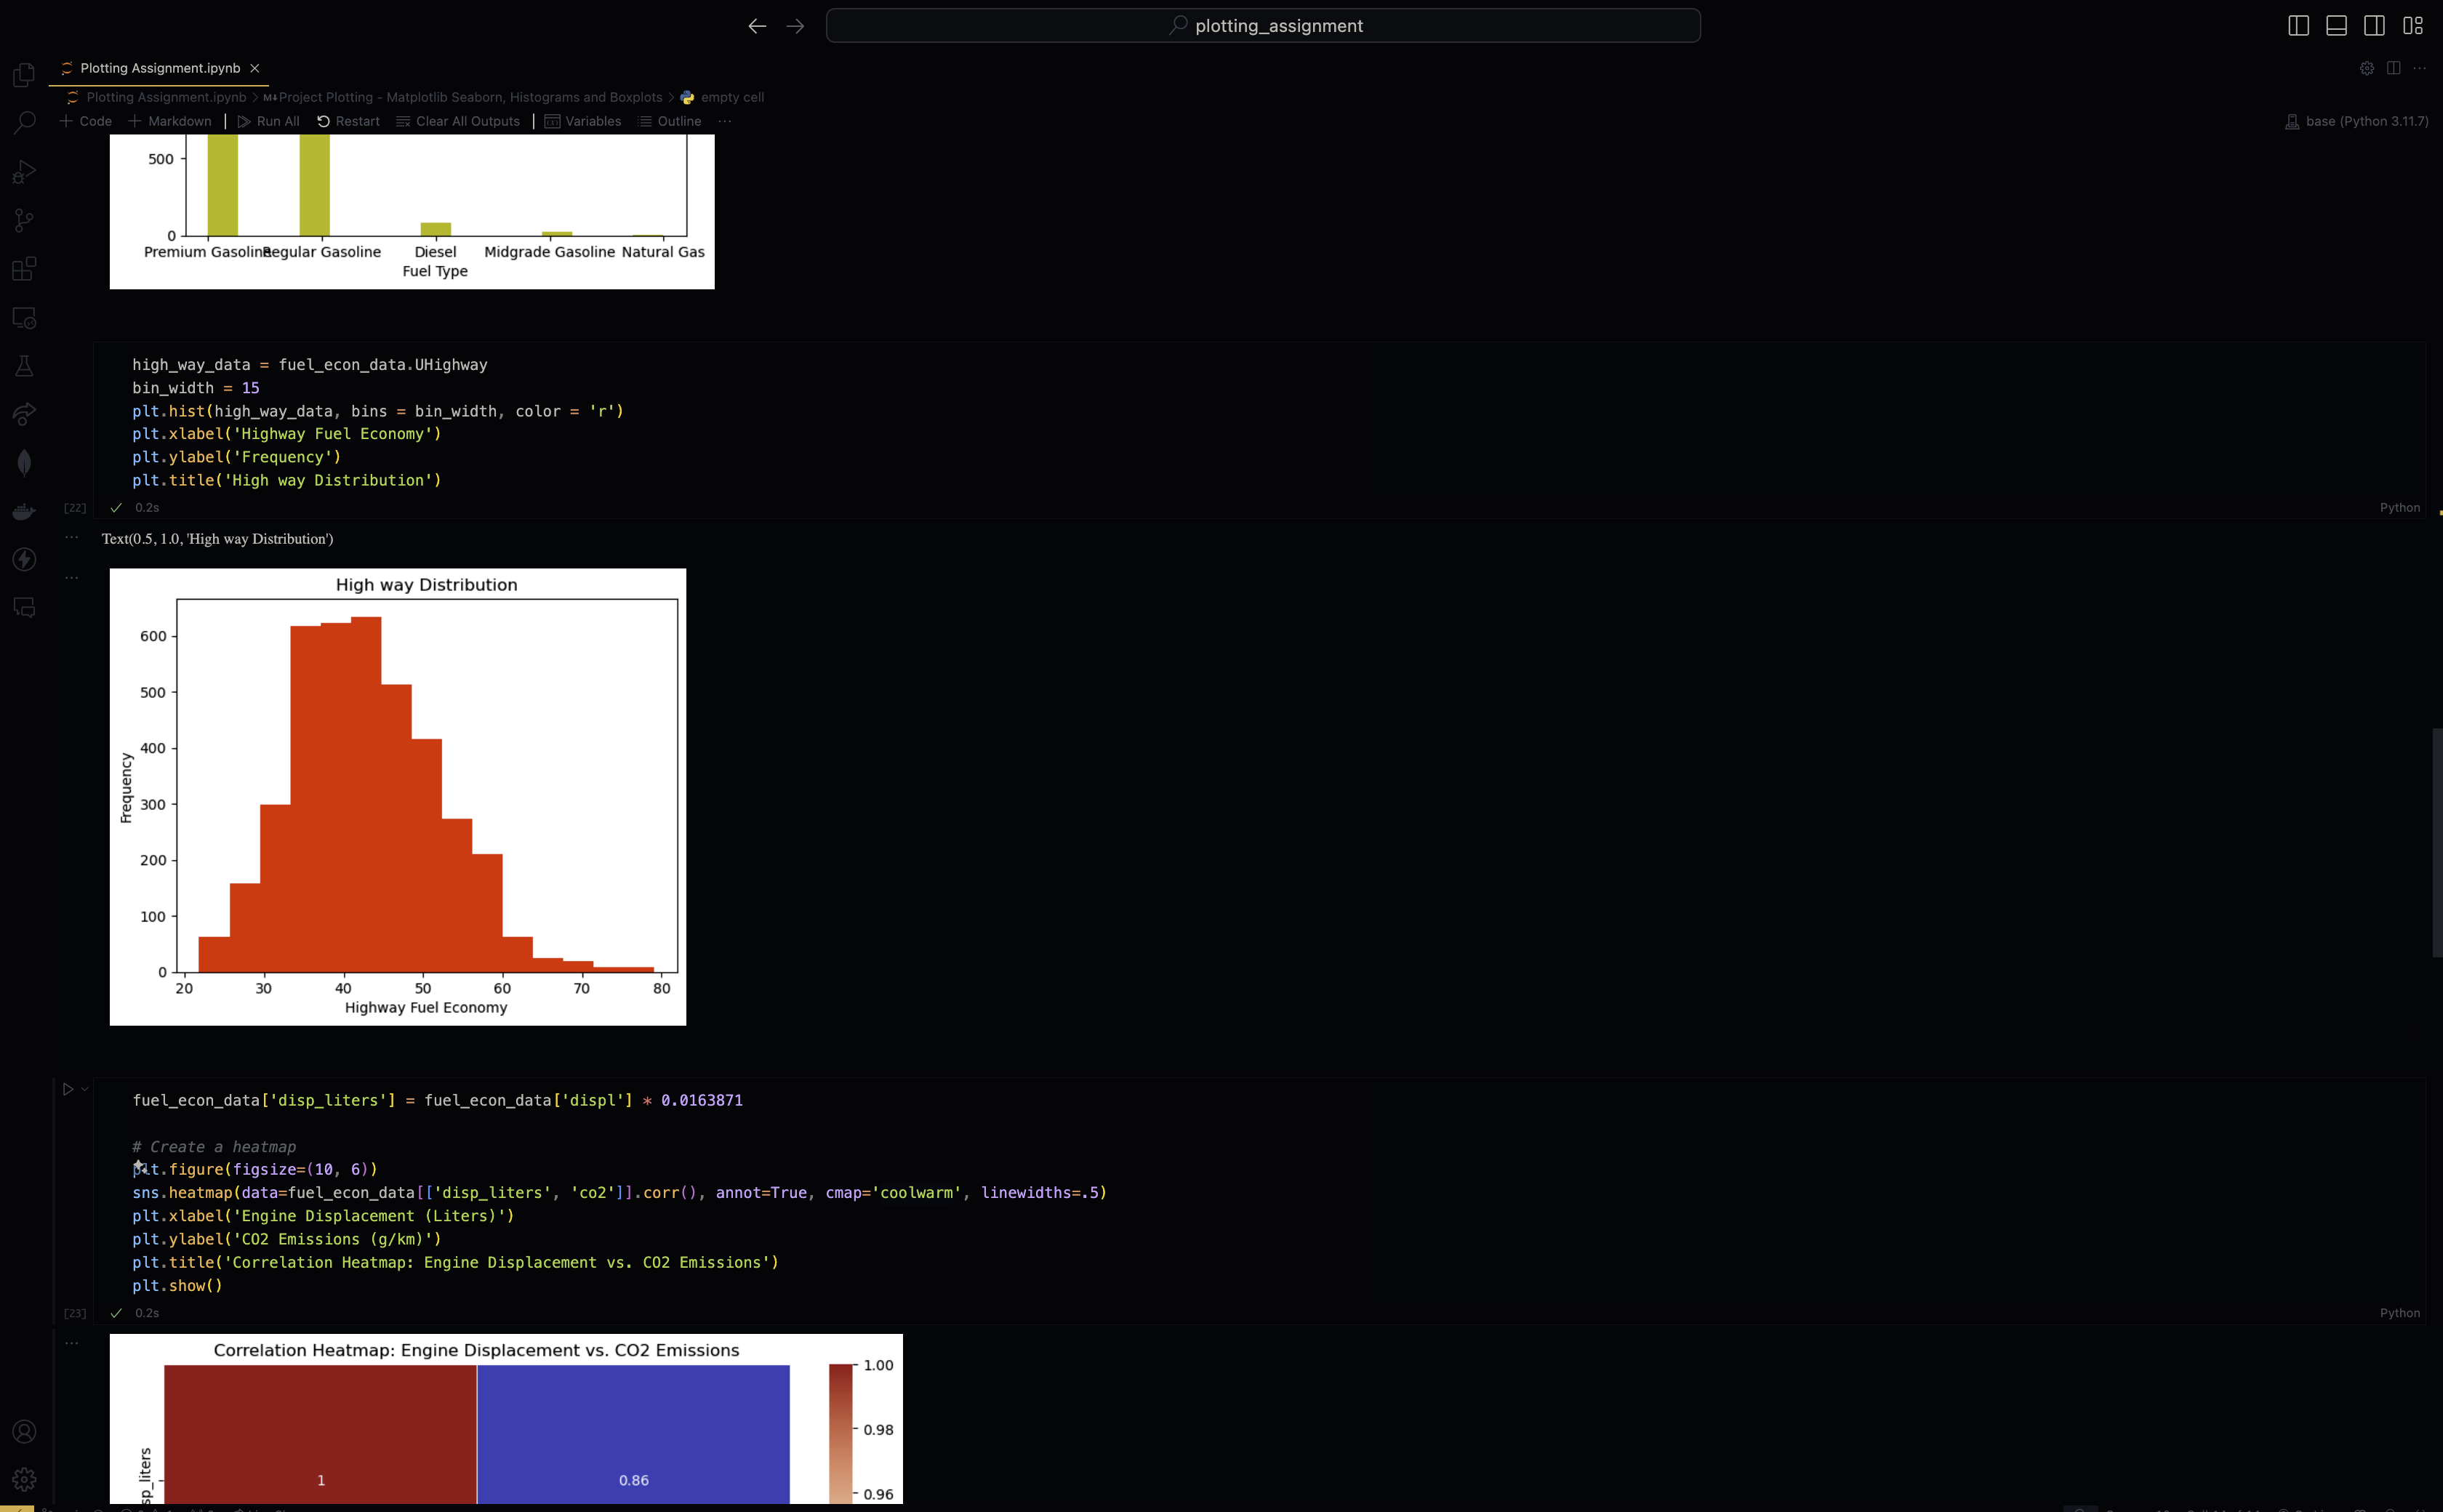 plotting_assignment
Plotting Assignment.ipynb
Plotting Assignment.ipynb > M↓Project Plotting - Matplotlib Seaborn, Histograms and Boxplots > empty cell
+ Code + Markdown | Run All Restart Clear All Outputs | Variables Outline ... base (Python 3.11.7)
500
0
Premium Gasoline Regular Gasoline Diesel Midgrade Gasoline Natural Gas
Fuel Type
high_way_data = fuel_econ_data.UHighway
bin_width = 15
plt.hist(high_way_data, bins = bin_width, color = 'r')
plt.xlabel('Highway Fuel Economy')
plt.ylabel('Frequency')
plt.title('High way Distribution')
[22] 0.2s Python
Text(0.5, 1.0, 'High way Distribution')
High way Distribution
600
500
400
300
200
100
0
Frequency
20 30 40 50 60 70 80
Highway Fuel Economy
fuel_econ_data['disp_liters'] = fuel_econ_data['displ'] * 0.0163871
# Create a heatmap
plt.figure(figsize=(10, 6))
sns.heatmap(data=fuel_econ_data[['disp_liters', 'co2']].corr(), annot=True, cmap='coolwarm', linewidths=.5)
plt.xlabel('Engine Displacement (Liters)')
plt.ylabel('CO2 Emissions (g/km)')
plt.title('Correlation Heatmap: Engine Displacement vs. CO2 Emissions')
plt.show()
[23] 0.2s Python
Correlation Heatmap: Engine Displacement vs. CO2 Emissions
sp_liters
1 0.86
1.00
0.98
0.96